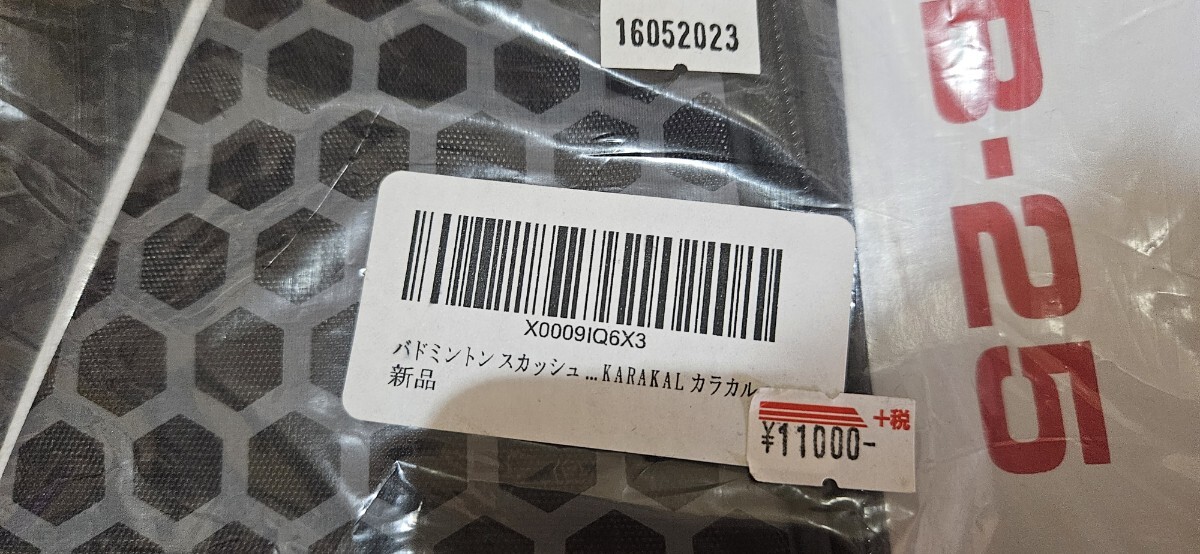 16052023
X0009IQ6X3
バドミントン スカッシュ ... KARAKAL カラカル
新品
+税
¥11000-
B-25